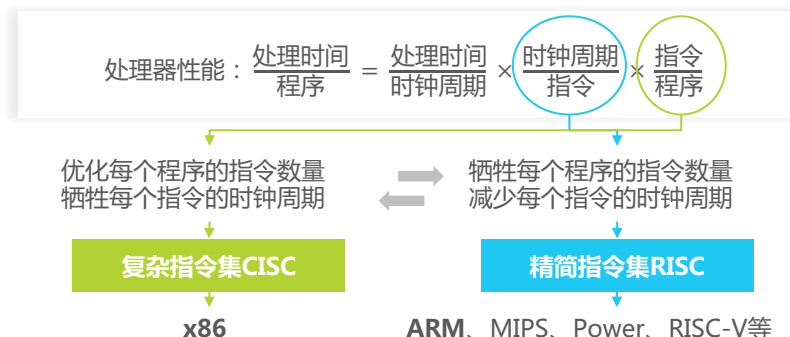 处理器性能：处理时间/程序 = 处理时间/时钟周期 × 时钟周期/指令 × 指令/程序
优化每个程序的指令数量
牺牲每个指令的时钟周期
牺牲每个程序的指令数量
减少每个指令的时钟周期
复杂指令集CISC
精简指令集RISC
x86
ARM、MIPS、Power、RISC-V等